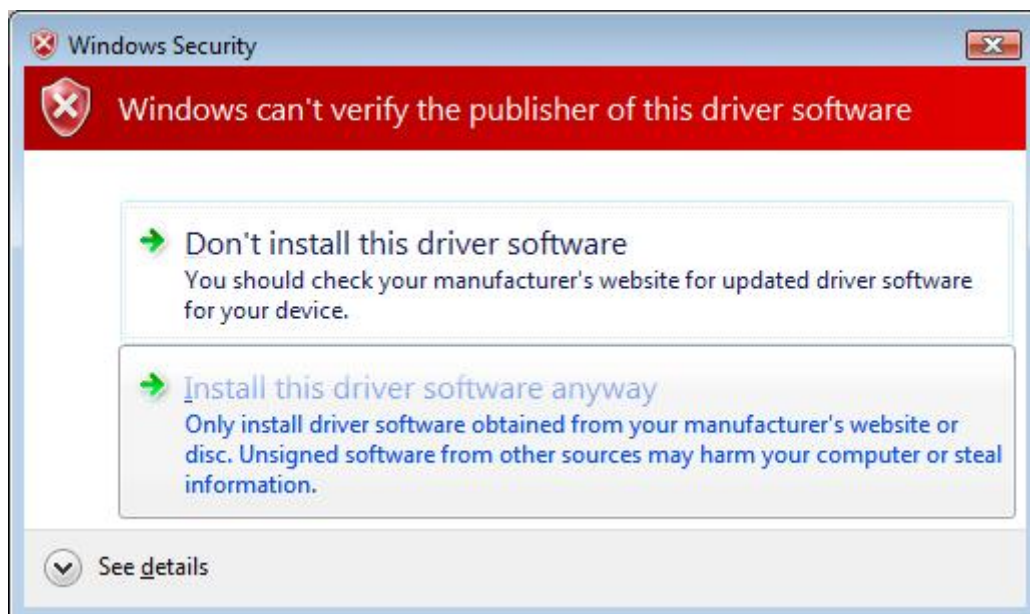 Windows Security
Windows can't verify the publisher of this driver software
Don't install this driver software
You should check your manufacturer's website for updated driver software
for your device.
Install this driver software anyway
Only install driver software obtained from your manufacturer's website or
disc. Unsigned software from other sources may harm your computer or steal
information.
See details